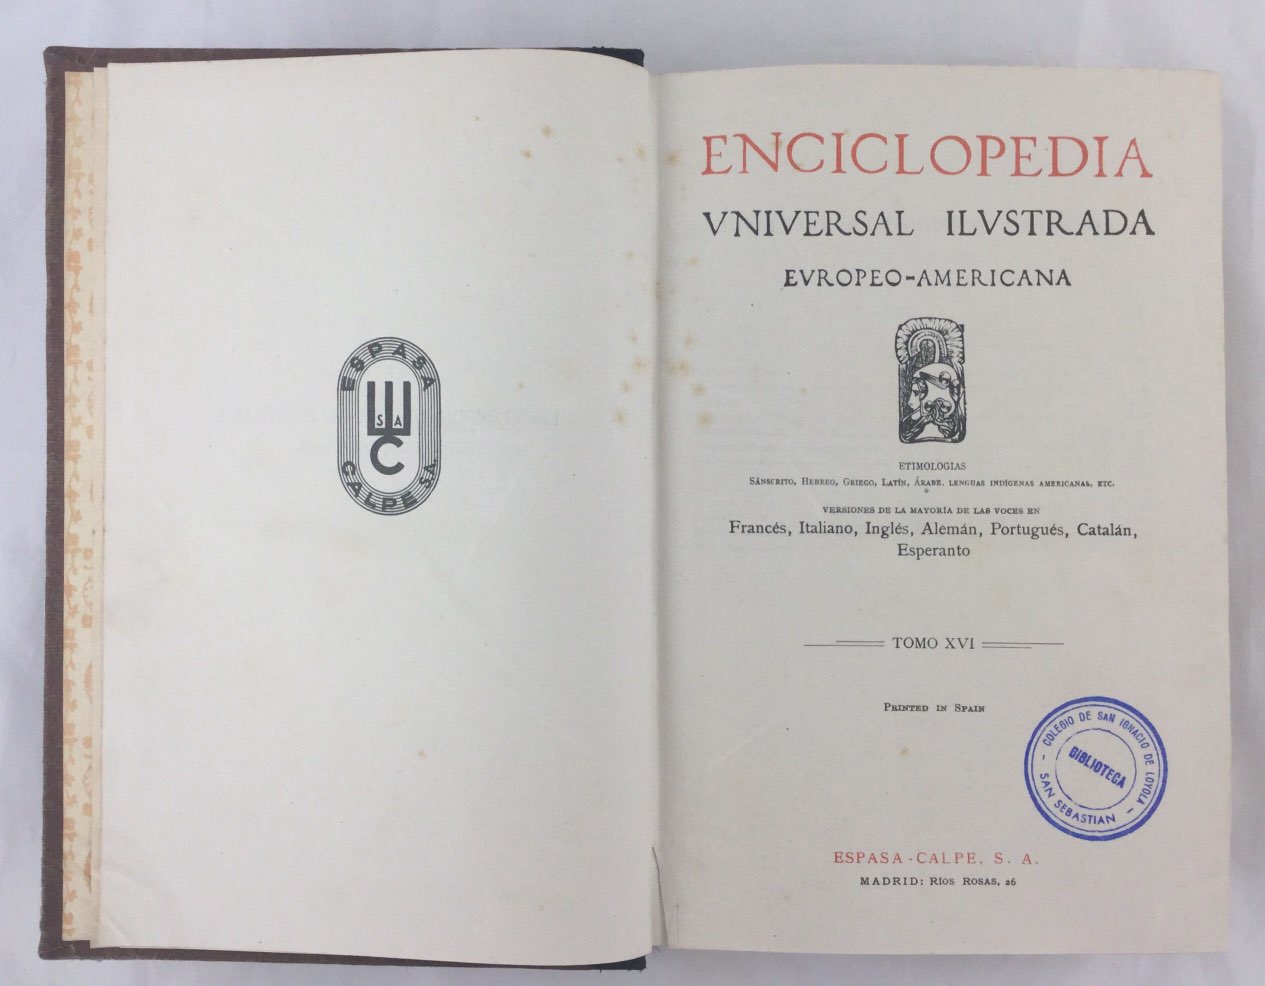 ESPASA
E
SA
C
CALPE S.A.
ENCICLOPEDIA
VNIVERSAL ILVSTRADA
EVROPEO-AMERICANA
ETIMOLOGIAS
SÁNSCRITO, HEBREO, GRIEGO, LATÍN, ÁRABE, LENGUAS INDÍGENAS AMERICANAS, ETC.
VERSIONES DE LA MAYORÍA DE LAS VOCES EN
Francés, Italiano, Inglés, Alemán, Portugués, Catalán,
Esperanto
TOMO XVI
PRINTED IN SPAIN
COLEGIO DE SAN IGNACIO DE LOYOLA
BIBLIOTECA
- SAN SEBASTIAN -
ESPASA-CALPE, S. A.
MADRID: RÍOS ROSAS, 26